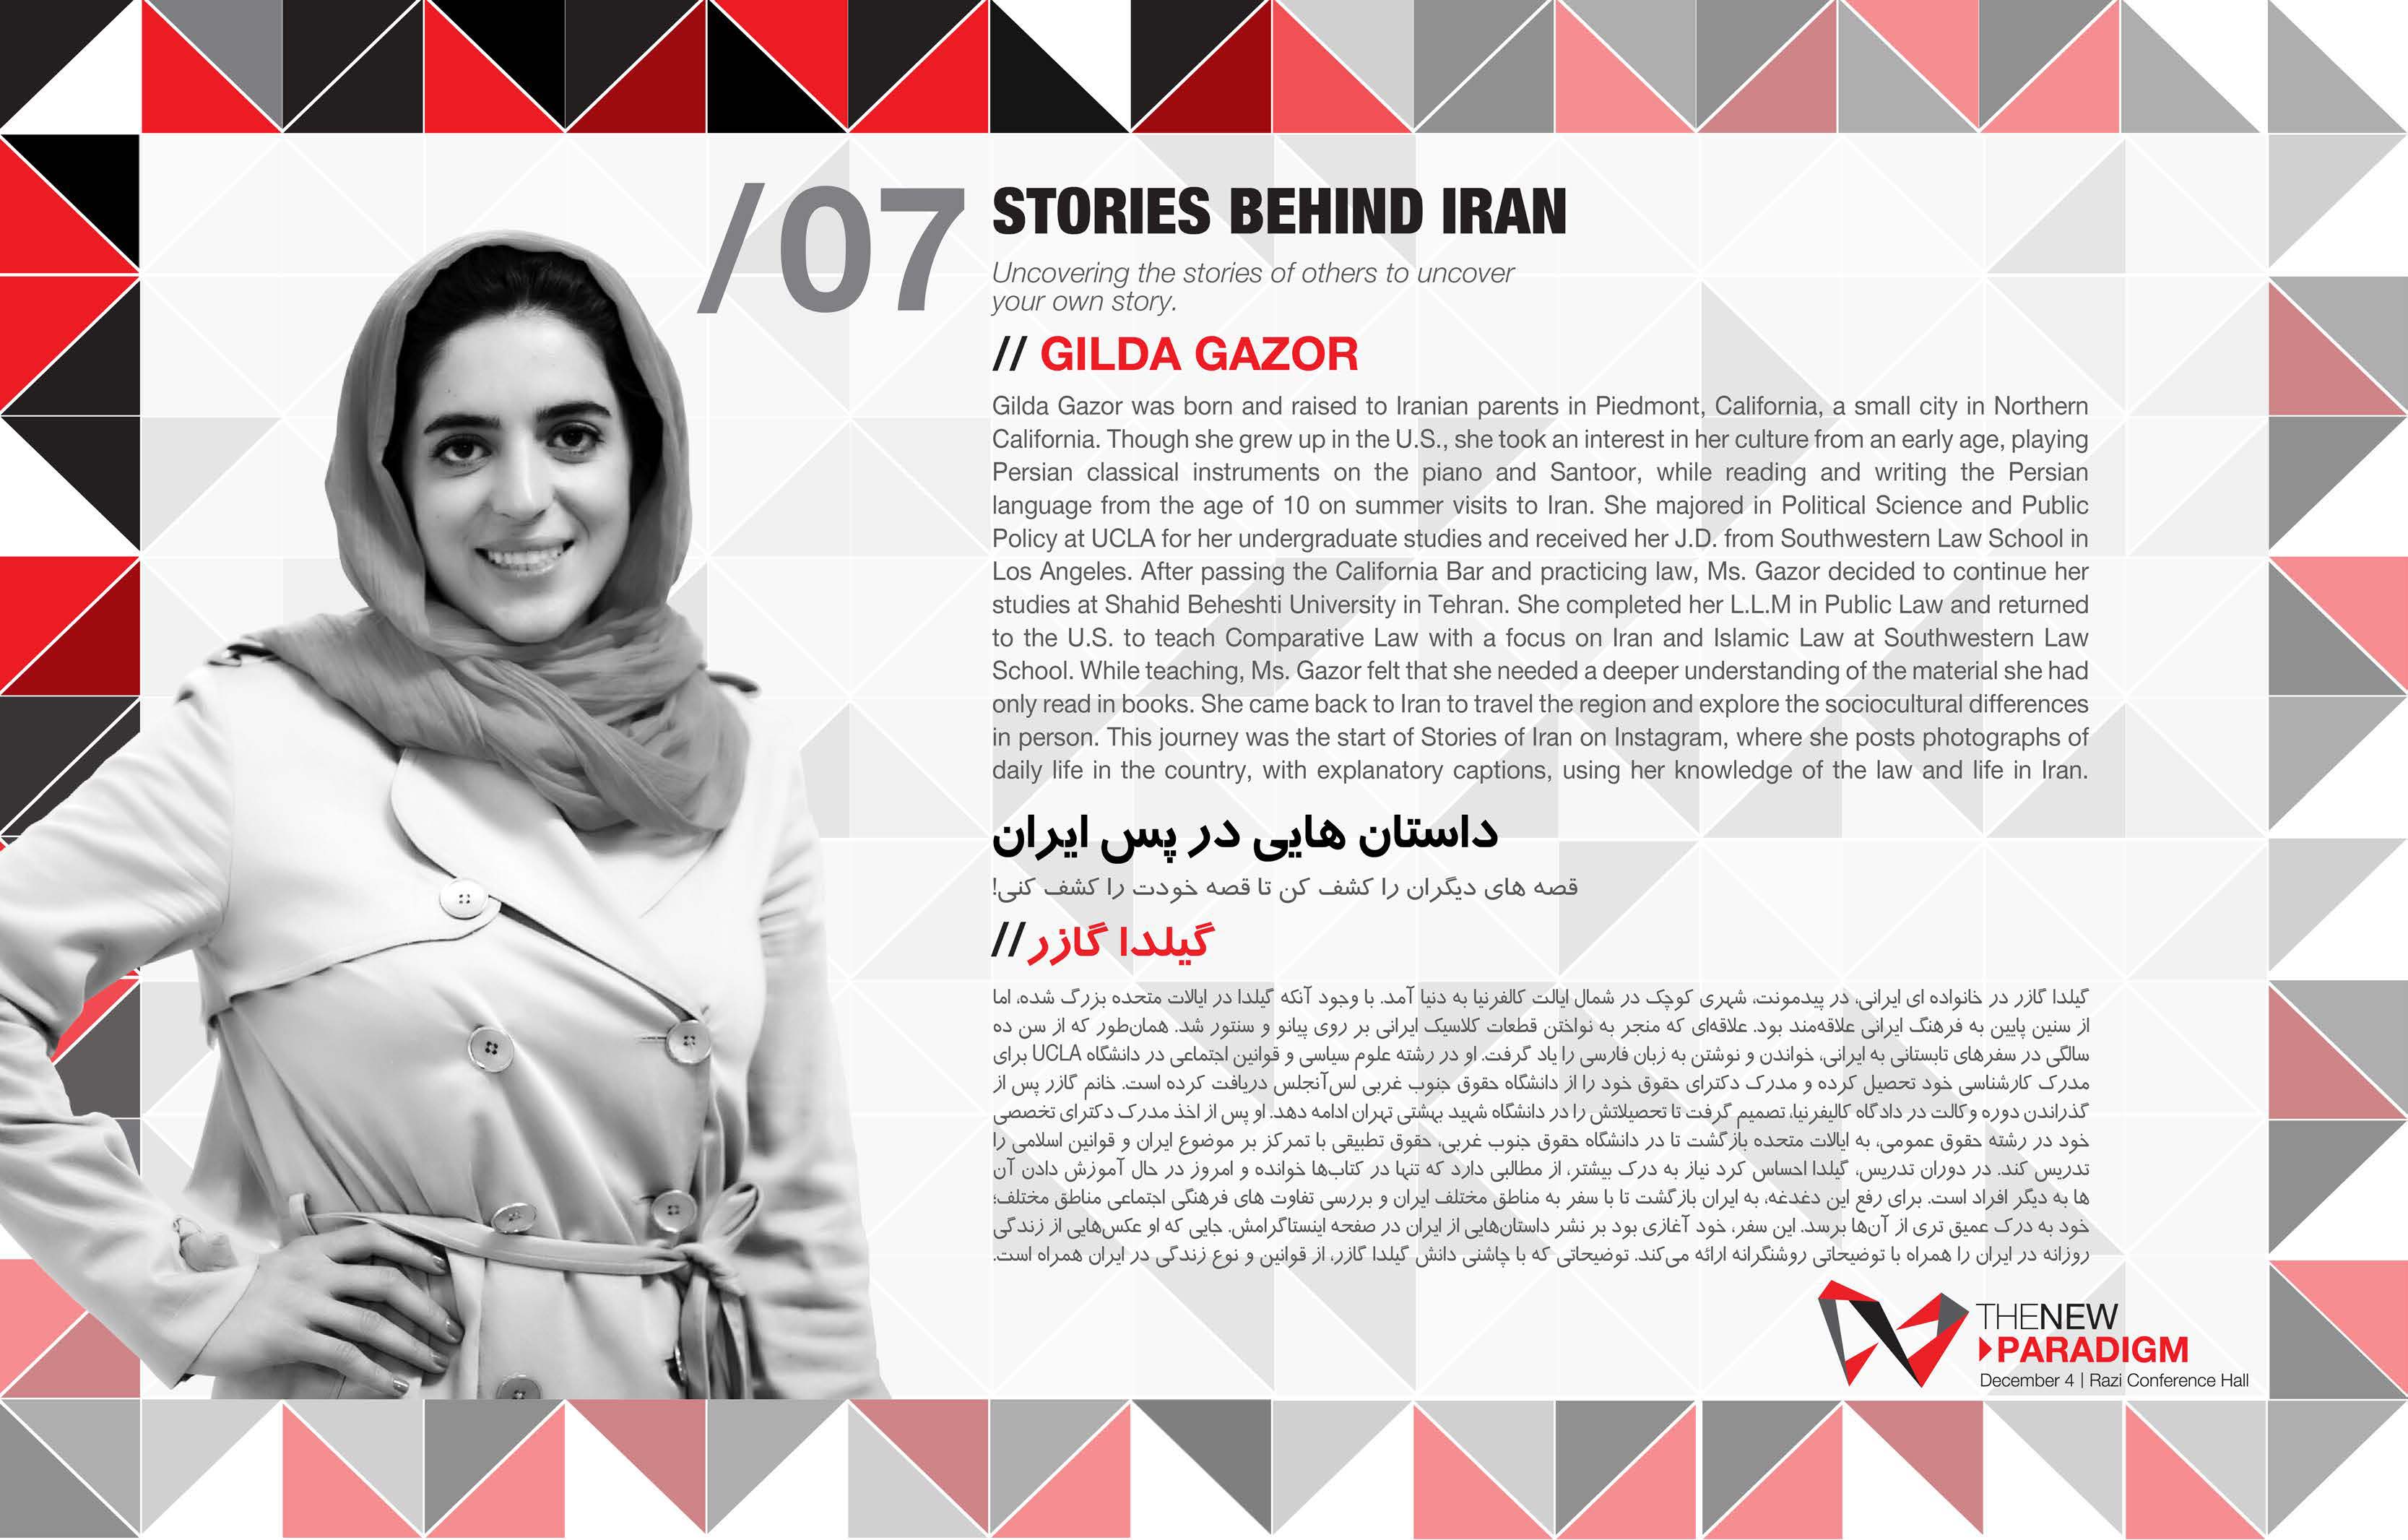 /07
STORIES BEHIND IRAN
Uncovering the stories of others to uncover
your own story.
// GILDA GAZOR
Gilda Gazor was born and raised to Iranian parents in Piedmont, California, a small city in Northern
California. Though she grew up in the U.S., she took an interest in her culture from an early age, playing
Persian classical instruments on the piano and Santoor, while reading and writing the Persian
language from the age of 10 on summer visits to Iran. She majored in Political Science and Public
Policy at UCLA for her undergraduate studies and received her J.D. from Southwestern Law School in
Los Angeles. After passing the California Bar and practicing law, Ms. Gazor decided to continue her
studies at Shahid Beheshti University in Tehran. She completed her L.L.M in Public Law and returned
to the U.S. to teach Comparative Law with a focus on Iran and Islamic Law at Southwestern Law
School. While teaching, Ms. Gazor felt that she needed a deeper understanding of the material she had
only read in books. She came back to Iran to travel the region and explore the sociocultural differences
in person. This journey was the start of Stories of Iran on Instagram, where she posts photographs of
daily life in the country, with explanatory captions, using her knowledge of the law and life in Iran.
داستان هایی در پس ایران
قصه های دیگران را کشف کن تا قصه خودت را کشف کنی!
گیلدا گازر//
گیلدا گازر در خانواده ای ایرانی، در پیدمونت، شهری کوچک در شمال ایالت کالفرنیا به دنیا آمد. با وجود آنکه گیلدا در ایالات متحده بزرگ شده، اما
از سنین پایین به فرهنگ ایرانی علاقه‌مند بود. علاقه‌ای که منجر به نواختن قطعات کلاسیک ایرانی بر روی پیانو و سنتور شد. همان‌طور که از سن ده
سالگی در سفرهای تابستانی به ایرانی، خواندن و نوشتن به زبان فارسی را یاد گرفت. او در رشته علوم سیاسی و قوانین اجتماعی در دانشگاه UCLA برای
مدرک کارشناسی خود تحصیل کرده و مدرک دکترای حقوق خود را از دانشگاه حقوق جنوب غربی لس‌آنجلس دریافت کرده است. خانم گازر پس از
گذراندن دوره وکالت در دادگاه کالیفرنیا، تصمیم گرفت تا تحصیلاتش را در دانشگاه شهید بهشتی تهران ادامه دهد. او پس از اخذ مدرک دکترای تخصصی
خود در رشته حقوق عمومی، به ایالات متحده بازگشت تا در دانشگاه حقوق جنوب غربی، حقوق تطبیقی با تمرکز بر موضوع ایران و قوانین اسلامی را
تدریس کند. در دوران تدریس، گیلدا احساس کرد نیاز به درک بیشتر، از مطالبی دارد که تنها در کتاب‌ها خوانده و امروز در حال آموزش دادن آن
ها به دیگر افراد است. برای رفع این دغدغه، به ایران بازگشت تا با سفر به مناطق مختلف ایران و بررسی تفاوت های فرهنگی اجتماعی مناطق مختلف؛
خود به درک عمیق تری از آن‌ها برسد. این سفر، خود آغازی بود بر نشر داستان‌هایی از ایران در صفحه اینستاگرامش. جایی که او عکس‌هایی از زندگی
روزانه در ایران را همراه با توضیحاتی روشنگرانه ارائه می‌کند. توضیحاتی که با چاشنی دانش گیلدا گازر، از قوانین و نوع زندگی در ایران همراه است.
THENEW
PARADIGM
December 4 | Razi Conference Hall